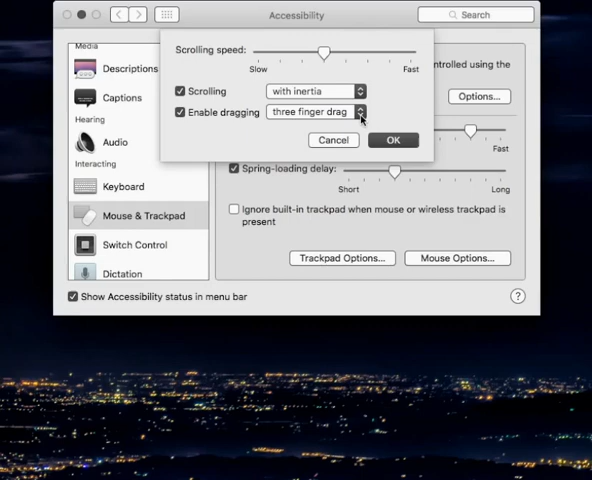 Accessibility
Search
Media
Scrolling speed:
Slow
Fast
Descriptions
ntrolled using the
Scrolling
with inertia
Captions
Options...
Enable dragging
three finger drag
Hearing
Cancel
OK
Audio
Fast
Interacting
Spring-loading delay:
Keyboard
Short
Long
Mouse & Trackpad
Ignore built-in trackpad when mouse or wireless trackpad is
present
Switch Control
Trackpad Options...
Mouse Options...
Dictation
Show Accessibility status in menu bar
?